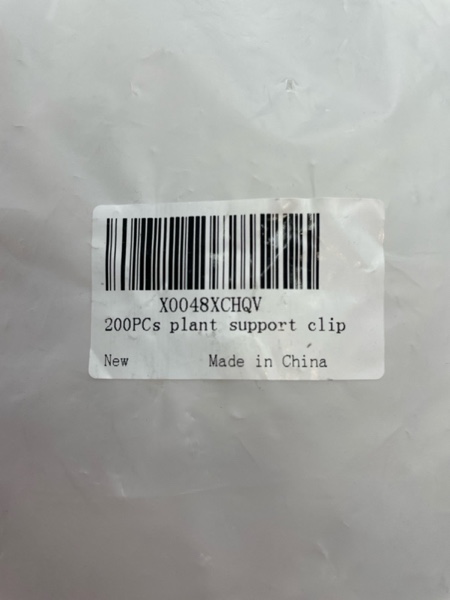 X0048XCHQV
200PCs plant support clip
New Made in China